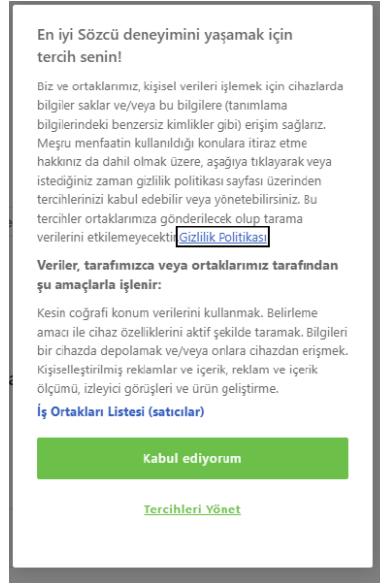 En iyi Sözcü deneyimini yaşamak için
tercih senin!
Biz ve ortaklarımız, kişisel verileri işlemek için cihazlarda
bilgiler saklar ve/veya bu bilgilere (tanımlama
bilgilerindeki benzersiz kimlikler gibi) erişim sağlarız.
Meşru menfaatin kullanıldığı konulara itiraz etme
hakkınız da dahil olmak üzere, aşağıya tıklayarak veya
istediğiniz zaman gizlilik politikası sayfası üzerinden
tercihlerinizi kabul edebilir veya yönetebilirsiniz. Bu
tercihler ortaklarımıza gönderilecek olup tarama
verilerini etkilemeyecektir Gizlilik Politikası
Veriler, tarafımızca veya ortaklarımız tarafından
şu amaçlarla işlenir:
Kesin coğrafi konum verilerini kullanmak. Belirleme
amacı ile cihaz özelliklerini aktif şekilde taramak. Bilgileri
bir cihazda depolamak ve/veya onlara cihazdan erişmek.
Kişiselleştirilmiş reklamlar ve içerik, reklam ve içerik
ölçümü, izleyici görüşleri ve ürün geliştirme.
İş Ortakları Listesi (satıcılar)
Kabul ediyorum
Tercihleri Yönet